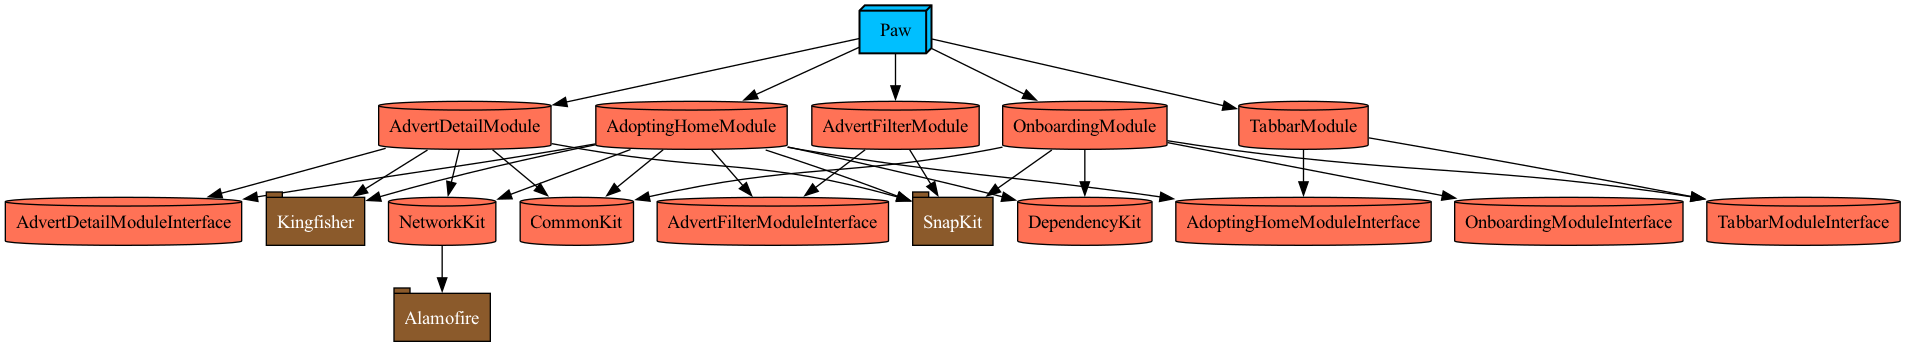 Paw
AdvertDetailModule
AdoptingHomeModule
AdvertFilterModule
OnboardingModule
TabbarModule
AdvertDetailModuleInterface
Kingfisher
NetworkKit
CommonKit
AdvertFilterModuleInterface
SnapKit
DependencyKit
AdoptingHomeModuleInterface
OnboardingModuleInterface
TabbarModuleInterface
Alamofire